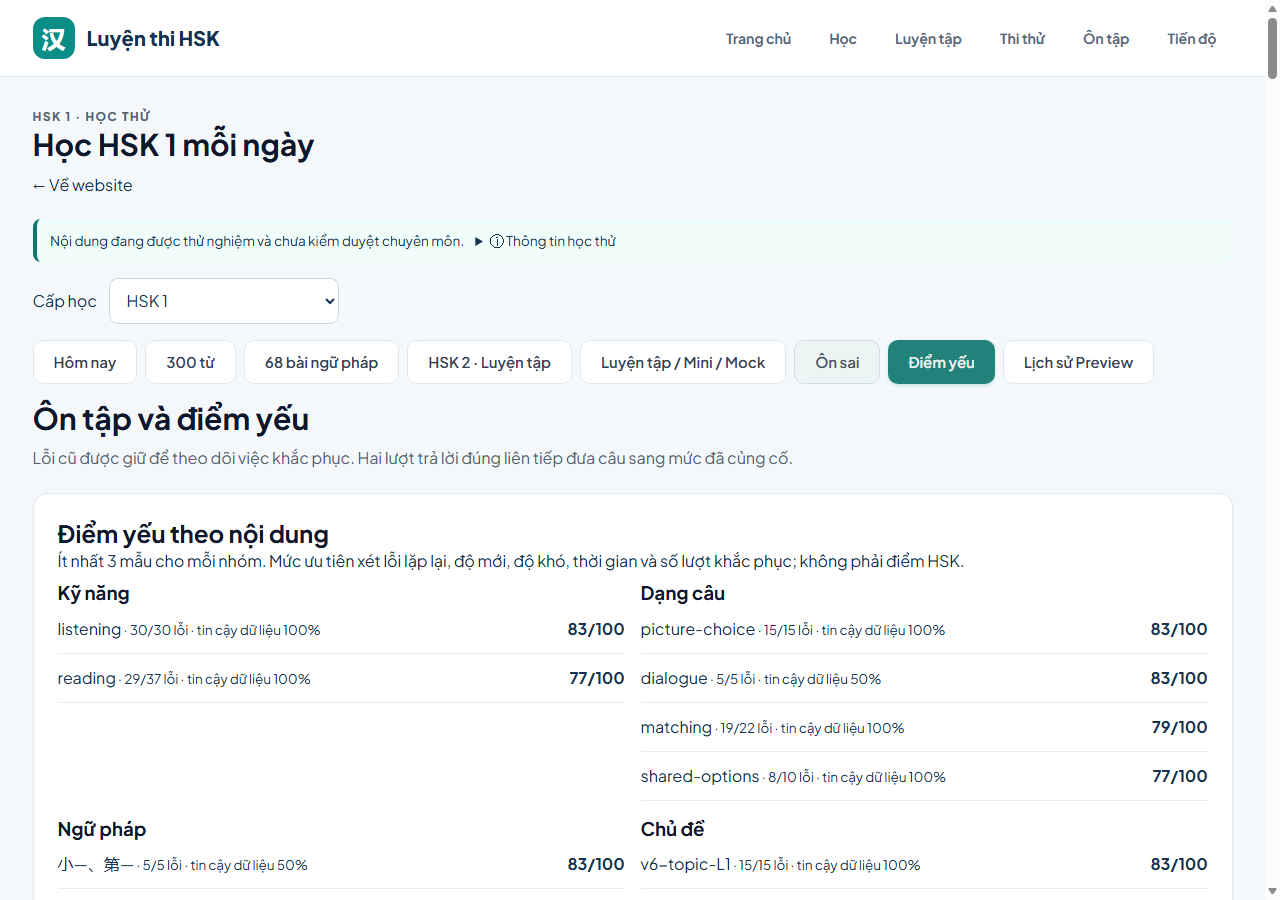 汉 Luyện thi HSK
Trang chủ Học Luyện tập Thi thử Ôn tập Tiến độ
HSK 1 · HỌC THỬ
Học HSK 1 mỗi ngày
← Về website
Nội dung đang được thử nghiệm và chưa kiểm duyệt chuyên môn. ▶ ⓘ Thông tin học thử
Cấp học HSK 1
Hôm nay 300 từ 68 bài ngữ pháp HSK 2 · Luyện tập Luyện tập / Mini / Mock Ôn sai Điểm yếu Lịch sử Preview
Ôn tập và điểm yếu
Lỗi cũ được giữ để theo dõi việc khắc phục. Hai lượt trả lời đúng liên tiếp đưa câu sang mức đã củng cố.
Điểm yếu theo nội dung
Ít nhất 3 mẫu cho mỗi nhóm. Mức ưu tiên xét lỗi lặp lại, độ mới, độ khó, thời gian và số lượt khắc phục; không phải điểm HSK.
Kỹ năng
listening · 30/30 lỗi · tin cậy dữ liệu 100% 83/100
reading · 29/37 lỗi · tin cậy dữ liệu 100% 77/100
Dạng câu
picture-choice · 15/15 lỗi · tin cậy dữ liệu 100% 83/100
dialogue · 5/5 lỗi · tin cậy dữ liệu 50% 83/100
matching · 19/22 lỗi · tin cậy dữ liệu 100% 79/100
shared-options · 8/10 lỗi · tin cậy dữ liệu 100% 77/100
Ngữ pháp
小一、第一 · 5/5 lỗi · tin cậy dữ liệu 50% 83/100
Chủ đề
v6-topic-L1 · 15/15 lỗi · tin cậy dữ liệu 100% 83/100